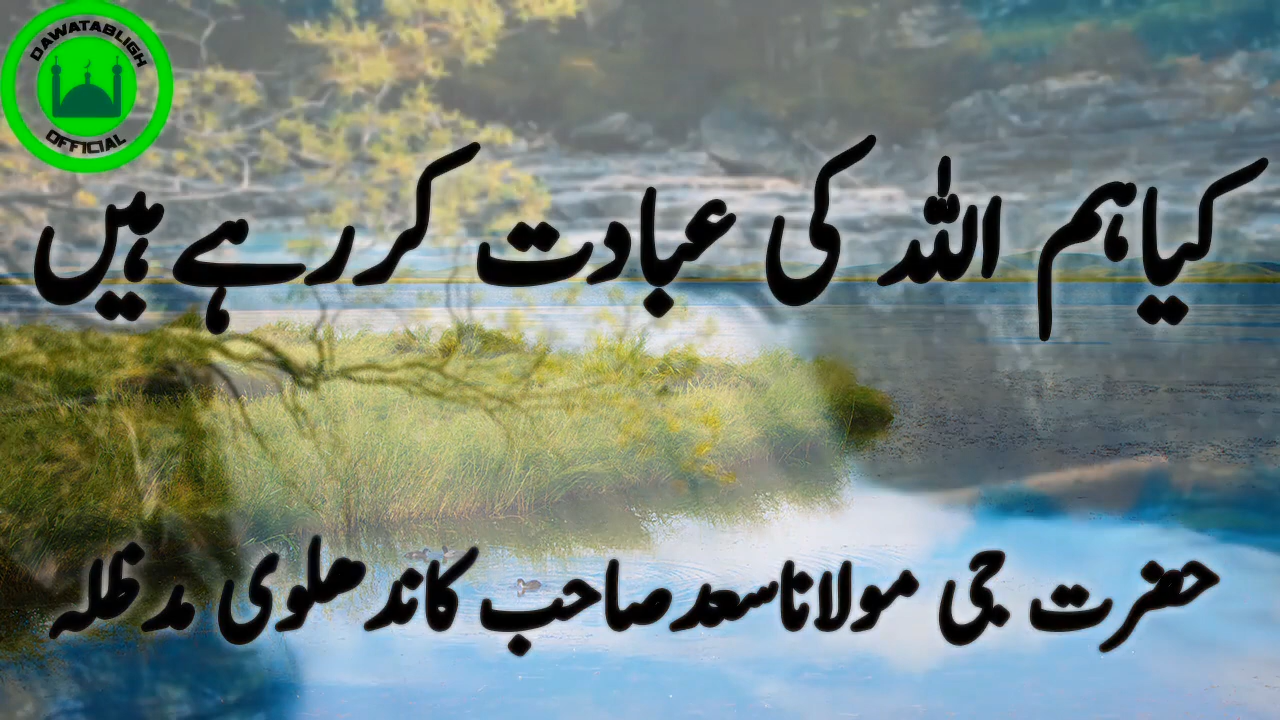 DAWATABLIGH
OFFICIAL
کیا ہم اللہ کی عبادت کر رہے ہیں
حضرت جی مولانا سعد صاحب کاندھلوی مدظلہ